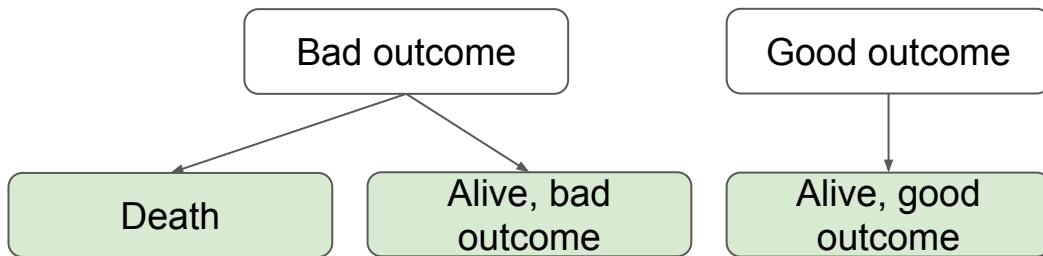 Bad outcome
Good outcome
Death
Alive, bad
outcome
Alive, good
outcome